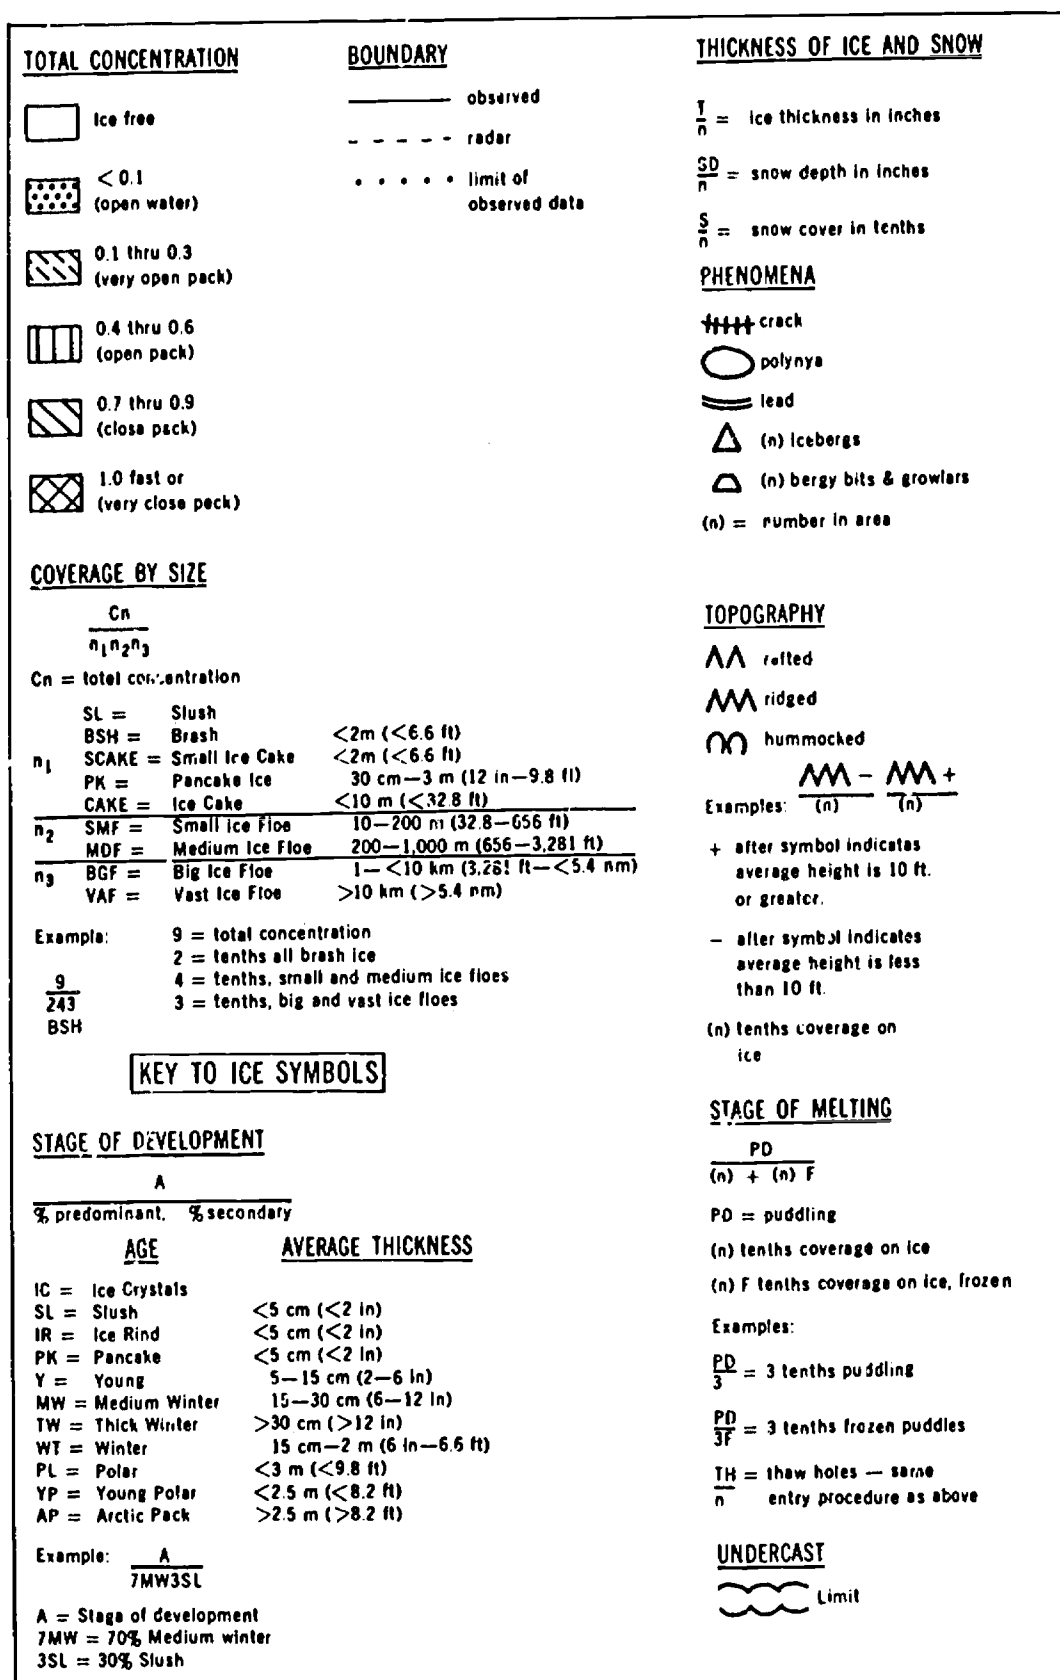 TOTAL CONCENTRATION
Ice free
< 0.1
(open water)
0.1 thru 0.3
(very open pack)
0.4 thru 0.6
(open pack)
0.7 thru 0.9
(close pack)
1.0 fast or
(very close peck)
BOUNDARY
observed
radar
limit of
observed data
THICKNESS OF ICE AND SNOW
T/n = ice thickness in inches
SD/n = snow depth in inches
S/n = snow cover in tenths
PHENOMENA
crack
polynya
lead
(n) icebergs
(n) bergy bits & growlars
(n) = number in area
COVERAGE BY SIZE
Cn
n1n2n3
Cn = total concentration
SL = Slush
BSH = Brash <2m (<6.6 ft)
n1 SCAKE = Small Ice Cake <2m (<6.6 ft)
PK = Pancake Ice 30 cm—3 m (12 in—9.8 ft)
CAKE = Ice Cake <10 m (<32.8 ft)
n2 SMF = Small Ice Floe 10—200 m (32.8—656 ft)
MDF = Medium Ice Floe 200—1,000 m (656—3,281 ft)
n3 BGF = Big Ice Floe 1—<10 km (3,281 ft—<5.4 nm)
VAF = Vast Ice Floe >10 km (>5.4 nm)
Example: 9 = total concentration
2 = tenths all brash ice
4 = tenths, small and medium ice floes
3 = tenths, big and vast ice floes
9
243
BSH
TOPOGRAPHY
rafted
ridged
hummocked
Examples: — +
(n) (n)
+ after symbol indicates
average height is 10 ft.
or greater.
— after symbol indicates
average height is less
than 10 ft.
(n) tenths coverage on
ice
KEY TO ICE SYMBOLS
STAGE OF DEVELOPMENT
A
% predominant, % secondary
AGE AVERAGE THICKNESS
IC = Ice Crystals
SL = Slush <5 cm (<2 in)
IR = Ice Rind <5 cm (<2 in)
PK = Pancake <5 cm (<2 in)
Y = Young 5—15 cm (2—6 in)
MW = Medium Winter 15—30 cm (6—12 in)
TW = Thick Winter >30 cm (>12 in)
WT = Winter 15 cm—2 m (6 in—6.6 ft)
PL = Polar <3 m (<9.8 ft)
YP = Young Polar <2.5 m (<8.2 ft)
AP = Arctic Pack >2.5 m (>8.2 ft)
Example: A
7MW3SL
A = Stage of development
7MW = 70% Medium winter
3SL = 30% Slush
STAGE OF MELTING
PD
(n) + (n) F
PD = puddling
(n) tenths coverage on ice
(n) F tenths coverage on ice, frozen
Examples:
PD/3 = 3 tenths puddling
PD/3F = 3 tenths frozen puddles
TH/n = thaw holes — same
entry procedure as above
UNDERCAST
Limit